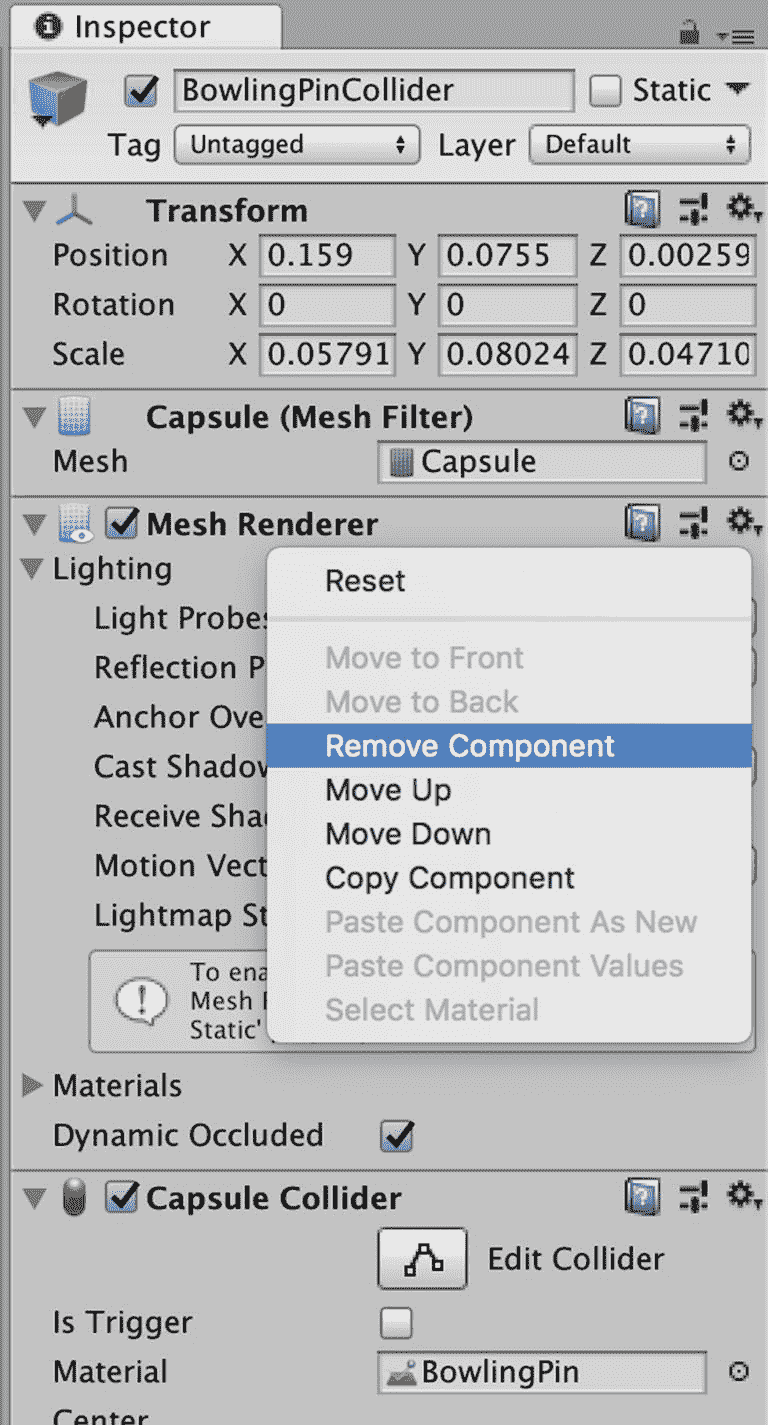 Inspector
BowlingPinCollider Static
Tag Untagged Layer Default
Transform
Position X 0.159 Y 0.0755 Z 0.00259
Rotation X 0 Y 0 Z 0
Scale X 0.05791 Y 0.08024 Z 0.04710
Capsule (Mesh Filter)
Mesh Capsule
Mesh Renderer
Lighting
Reset
Light Probes
Move to Front
Reflection P
Move to Back
Anchor Ove
Remove Component
Cast Shadow
Move Up
Receive Sha
Move Down
Motion Vect
Copy Component
Lightmap St
Paste Component As New
To ena
Paste Component Values
Mesh R
Select Material
Static'
Materials
Dynamic Occluded
Capsule Collider
Edit Collider
Is Trigger
Material BowlingPin
Center